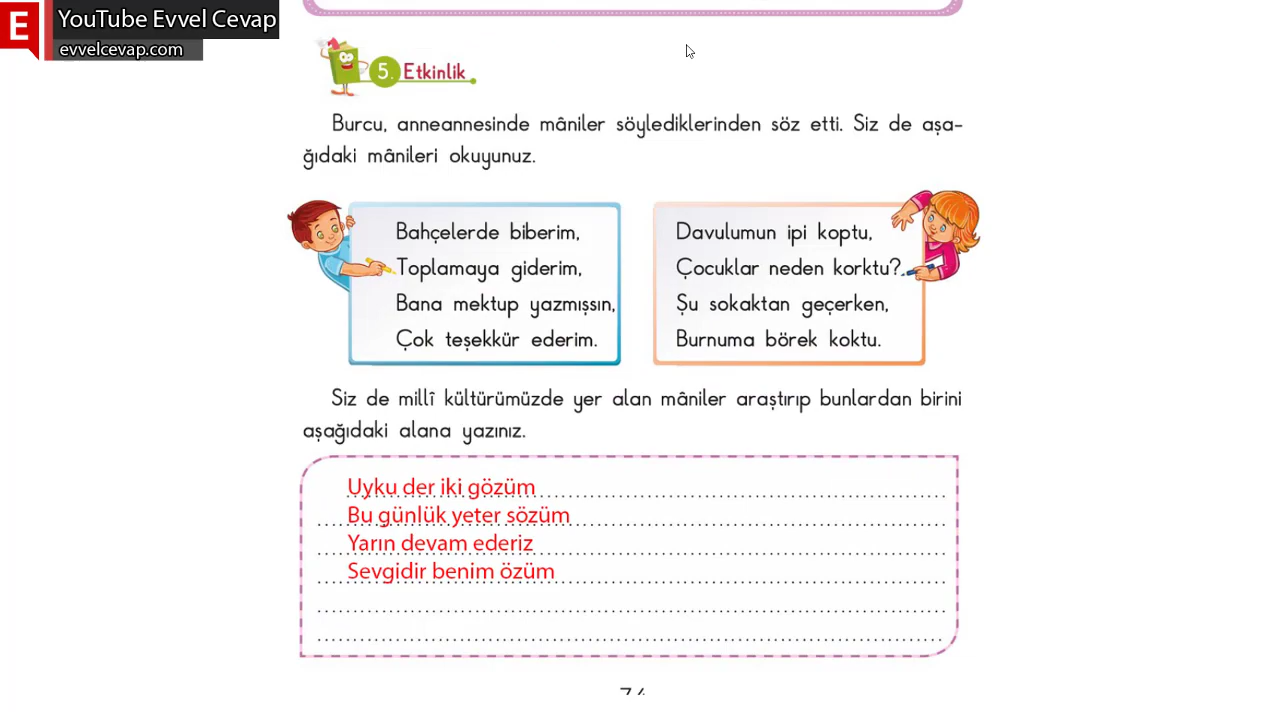 E
YouTube Evvel Cevap
evvelcevap.com
5. Etkinlik
Burcu, anneannesinde mâniler söylediklerinden söz etti. Siz de aşa-
ğıdaki mânileri okuyunuz.
Bahçelerde biberim,
Toplamaya giderim,
Bana mektup yazmışsın,
Çok teşekkür ederim.
Davulumun ipi koptu,
Çocuklar neden korktu?
Şu sokaktan geçerken,
Burnuma börek koktu.
Siz de millî kültürümüzde yer alan mâniler araştırıp bunlardan birini
aşağıdaki alana yazınız.
Uyku der iki gözüm
Bu günlük yeter sözüm
Yarın devam ederiz
Sevgidir benim özüm